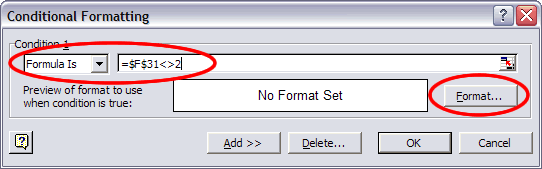 Conditional Formatting
Condition 1
Formula Is =$F$31<>2
Preview of format to use
when condition is true:
No Format Set
Format...
Add >> Delete... OK Cancel